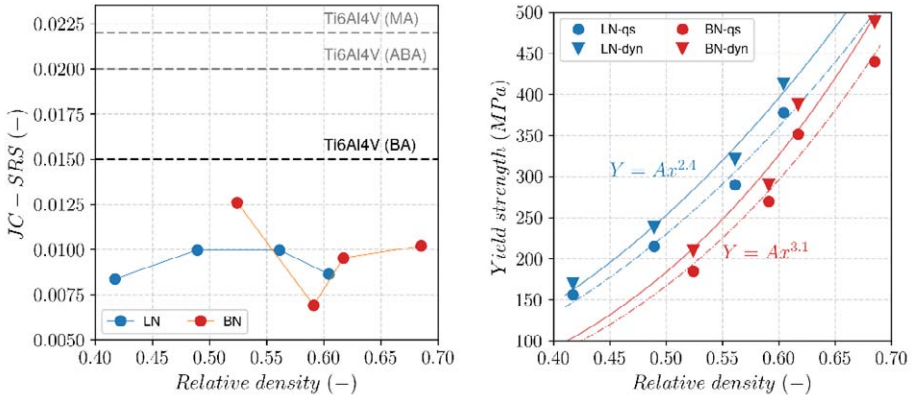 Ti6Al4V (MA)
Ti6Al4V (ABA)
Ti6Al4V (BA)
0.0225
0.0200
0.0175
0.0150
0.0125
0.0100
0.0075
0.0050
JC − SRS (−)
LN BN
0.40 0.45 0.50 0.55 0.60 0.65 0.70
Relative density (−)
500
450
400
350
300
250
200
150
100
Yield strength (MPa)
LN-qs BN-qs
LN-dyn BN-dyn
Y = Ax^2.4
Y = Ax^3.1
0.40 0.45 0.50 0.55 0.60 0.65 0.70
Relative density (−)